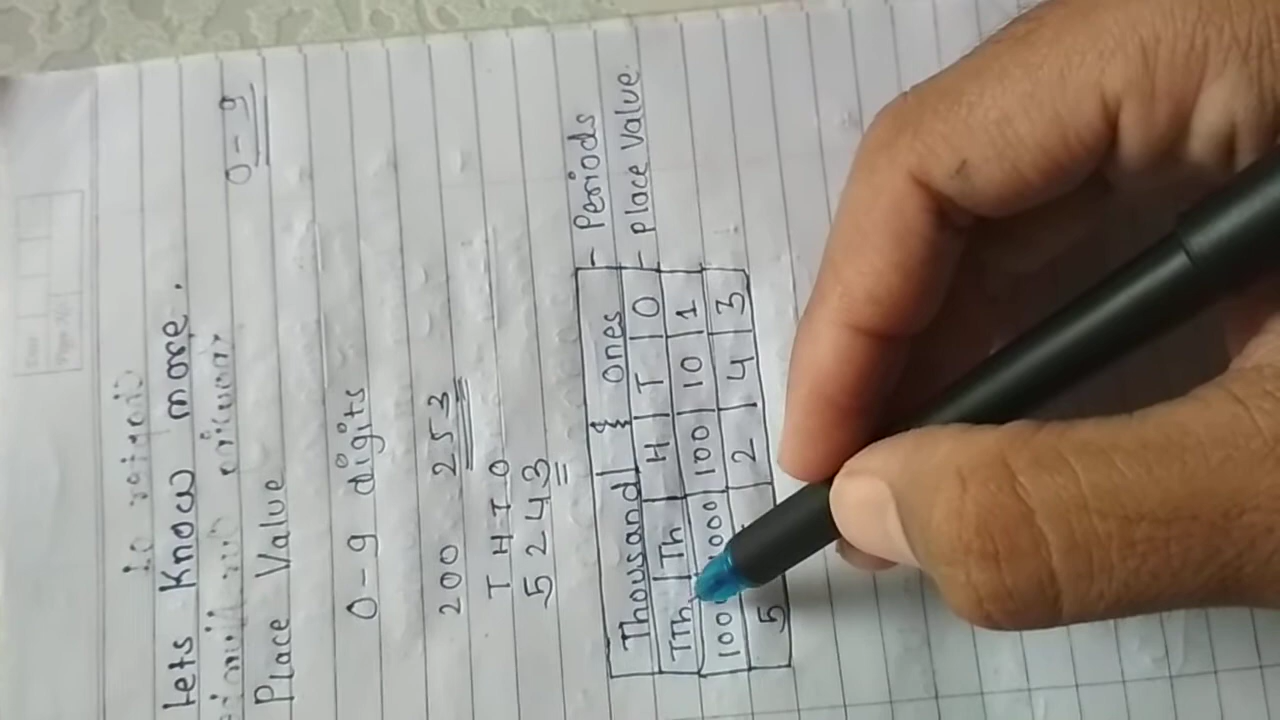 Lets Know more.
0-9
Place Value
0-9 digits
200 253
T H T O
5 2 4 3
Thousand Ones - Periods
TTh Th H T O - Place Value
100 10 1
5 2 4 3